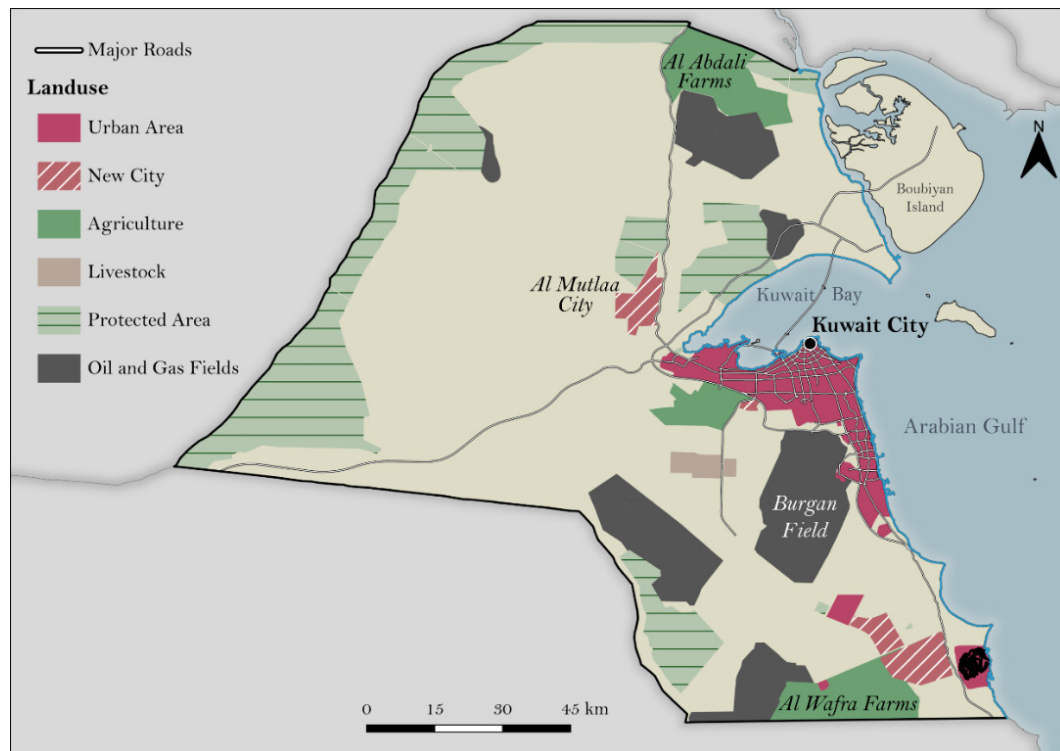 Major Roads
Landuse
Urban Area
New City
Agriculture
Livestock
Protected Area
Oil and Gas Fields
Al Abdali
Farms
N
Boubiyan
Island
Al Mutlaa
City
Kuwait Bay
Kuwait City
Arabian Gulf
Burgan
Field
Al Wafra Farms
0 15 30 45 km